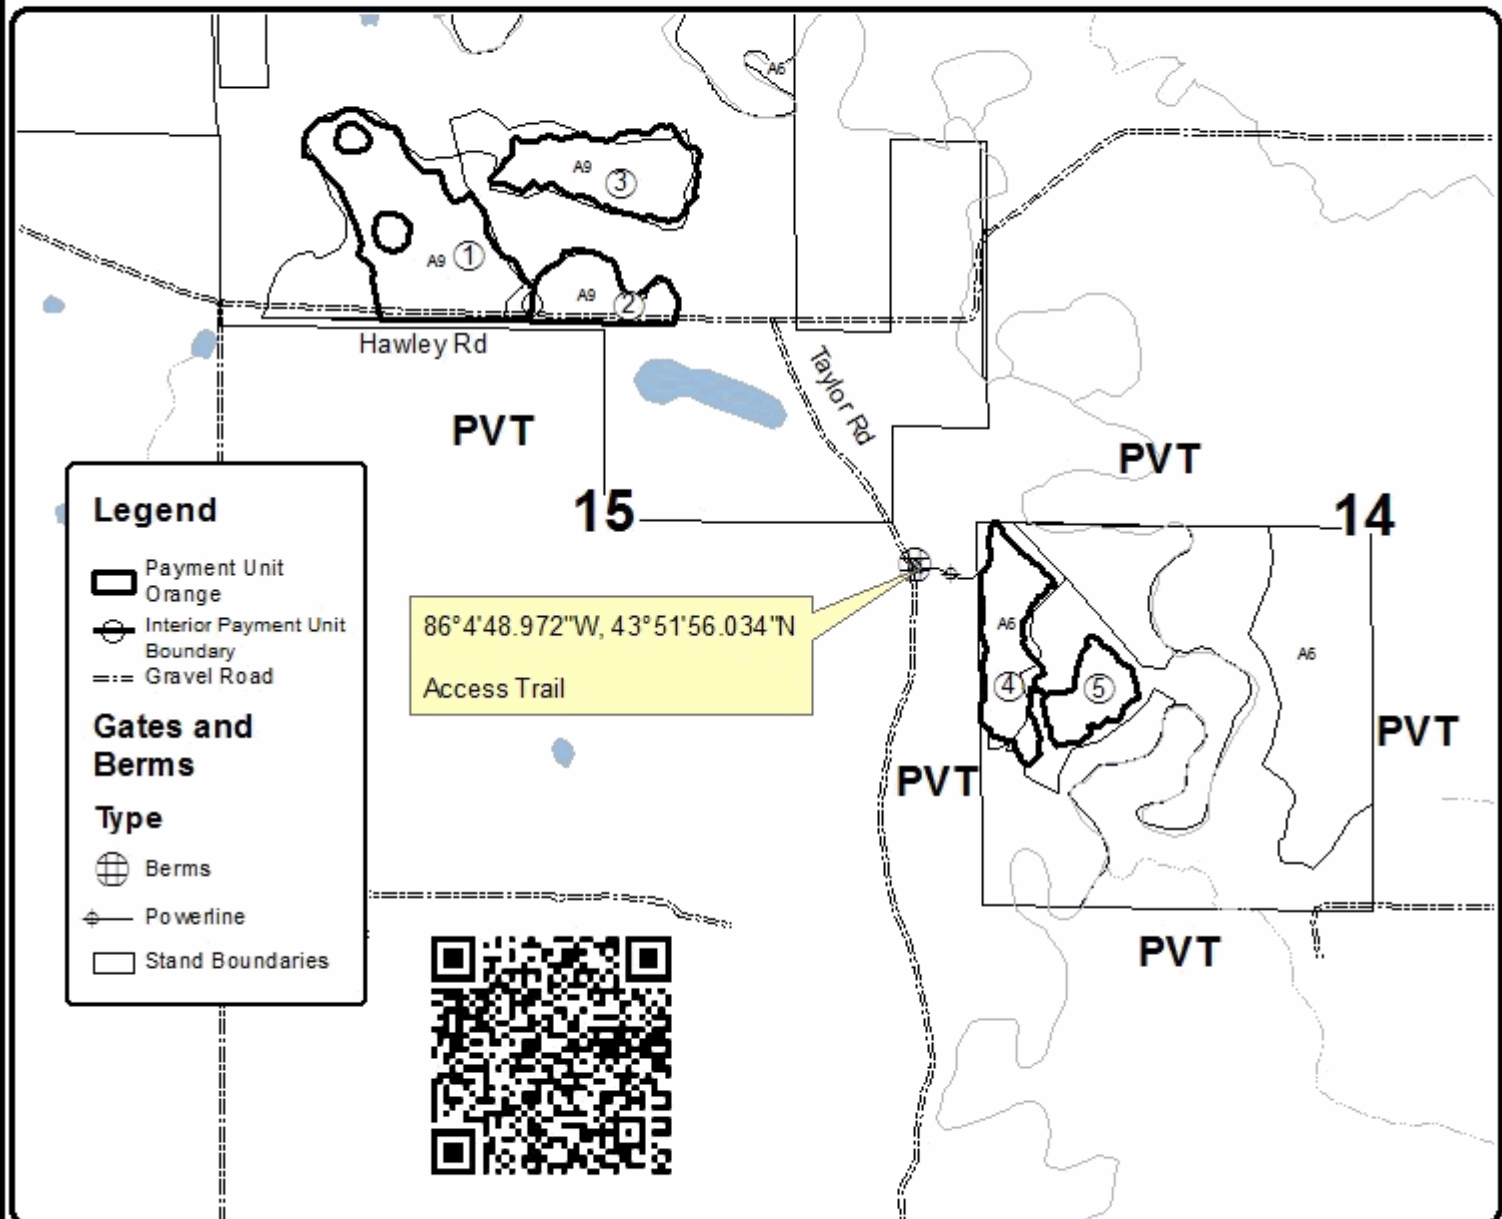 A6
A9
3
A9
1
A9
2
Hawley Rd
Taylor Rd
PVT
PVT
Legend
Payment Unit
Orange
Interior Payment Unit
Boundary
Gravel Road
Gates and
Berms
Type
Berms
Powerline
Stand Boundaries
15
14
86°4'48.972"W, 43°51'56.034"N
Access Trail
A6
4
5
A6
PVT
PVT
PVT